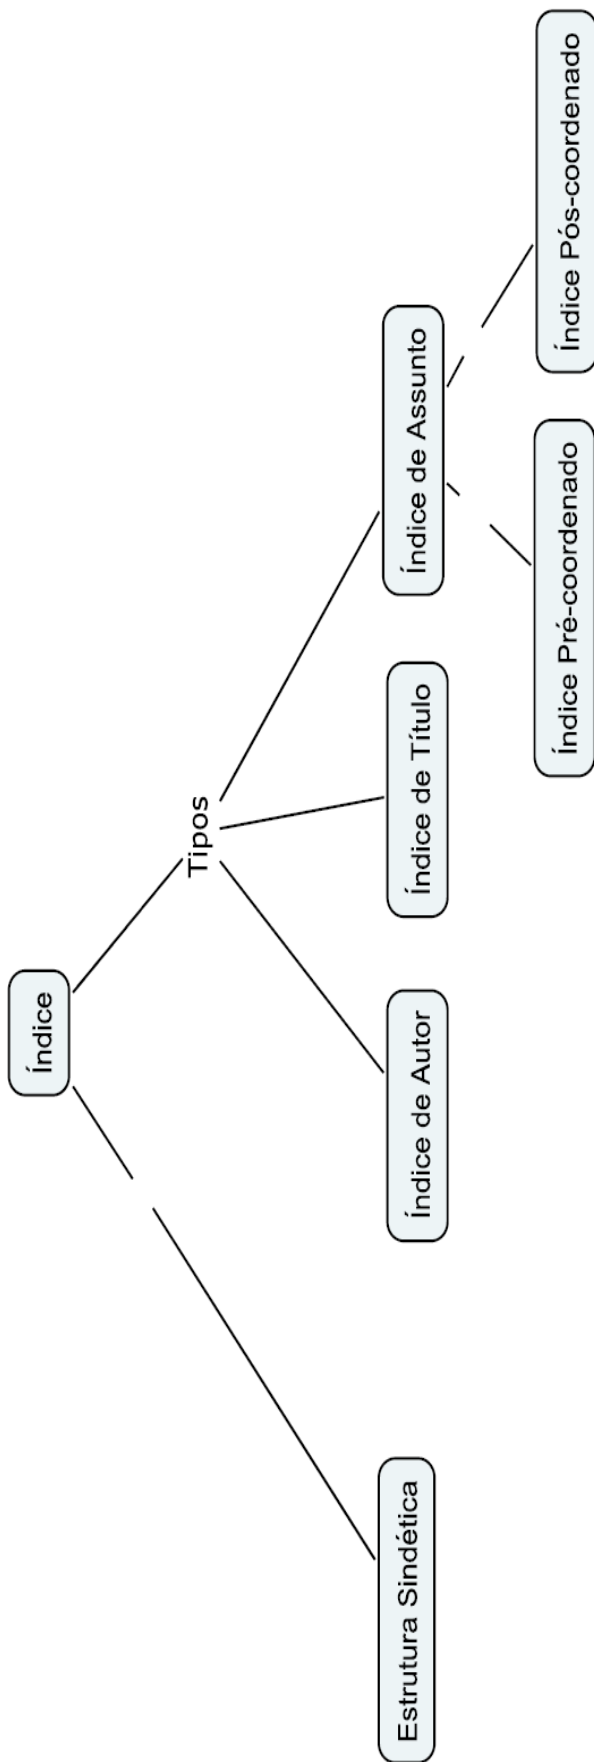 Índice
Tipos
Estrutura Sindética
Índice de Autor
Índice de Título
Índice de Assunto
Índice Pré-coordenado
Índice Pós-coordenado